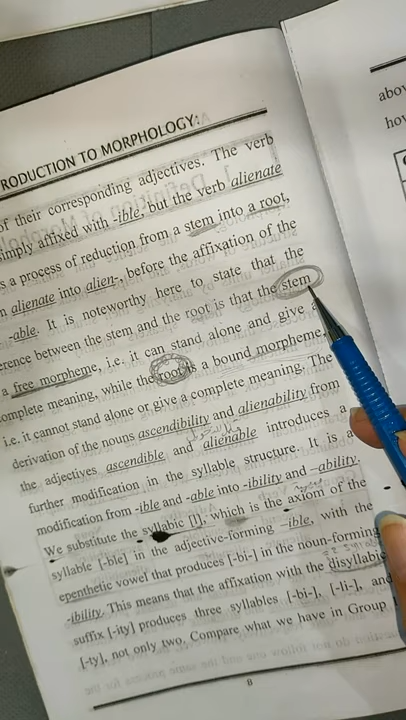 RODUCTION TO MORPHOLOGY:
of their corresponding adjectives. The verb
imply affixed with -ible, but the verb alienate
s a process of reduction from a stem into a root,
alienate into alien-, before the affixation of the
-able. It is noteworthy here to state that the
erence between the stem and the root is that the stem
a free morpheme, i.e. it can stand alone and give a
omplete meaning, while the root is a bound morpheme,
i.e. it cannot stand alone or give a complete meaning. The
derivation of the nouns ascendibility and alienability from
the adjectives ascendible and alienable introduces a
further modification in the syllable structure. It is a
modification from -ible and -able into -ibility and –ability.
We substitute the syllabic [l], which is the axiom of the
syllable [-ble] in the adjective-forming –ible, with the
epenthetic vowel that produces [-bi-] in the noun-forming
-ibility. This means that the affixation with the disyllabic
suffix [-ity] produces three syllables [-bi-], [-li-], and
[-ty], not only two. Compare what we have in Group
8
abov
how